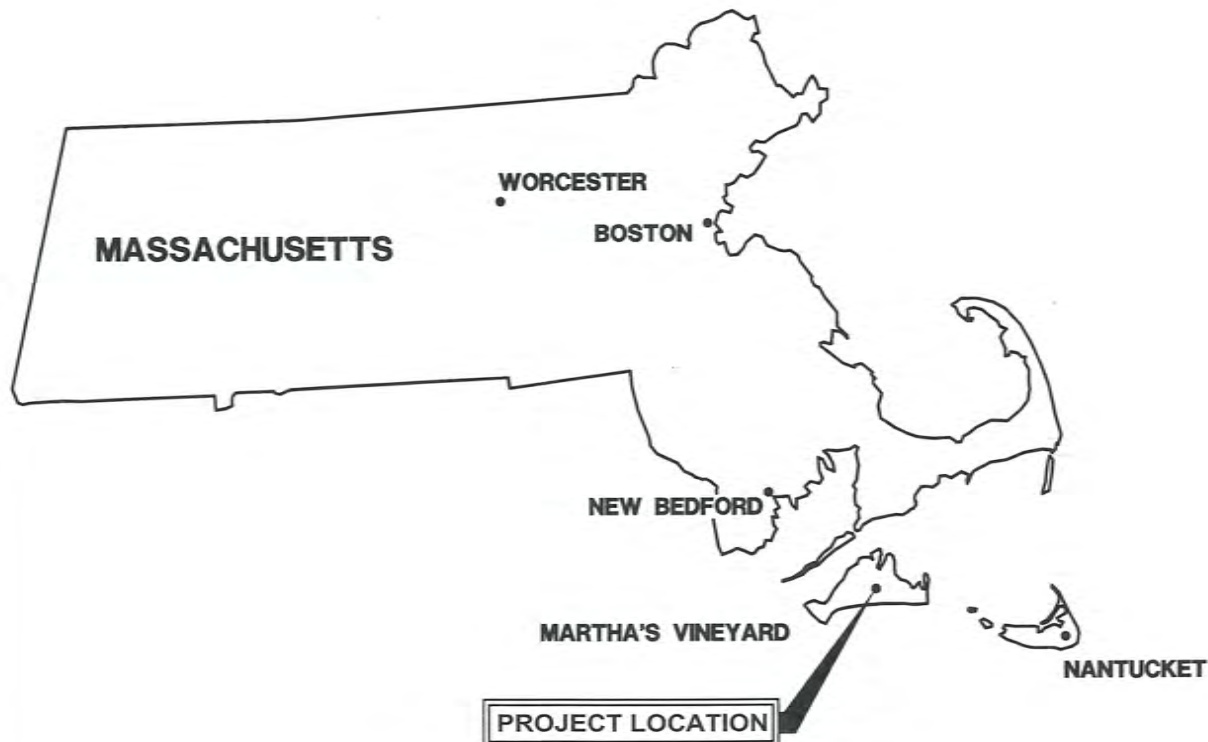 WORCESTER
BOSTON
MASSACHUSETTS
NEW BEDFORD
MARTHA'S VINEYARD
NANTUCKET
PROJECT LOCATION